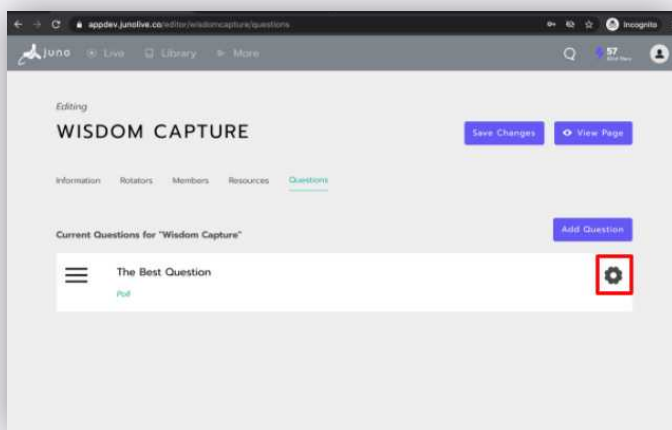 appdev.junolive.co/editor/wisdomcapture/questions
Incognito
juno
Live
Library
More
57
Editing
WISDOM CAPTURE
Save Changes
View Page
Information
Rotators
Members
Resources
Questions
Current Questions for "Wisdom Capture"
Add Question
The Best Question
Poll